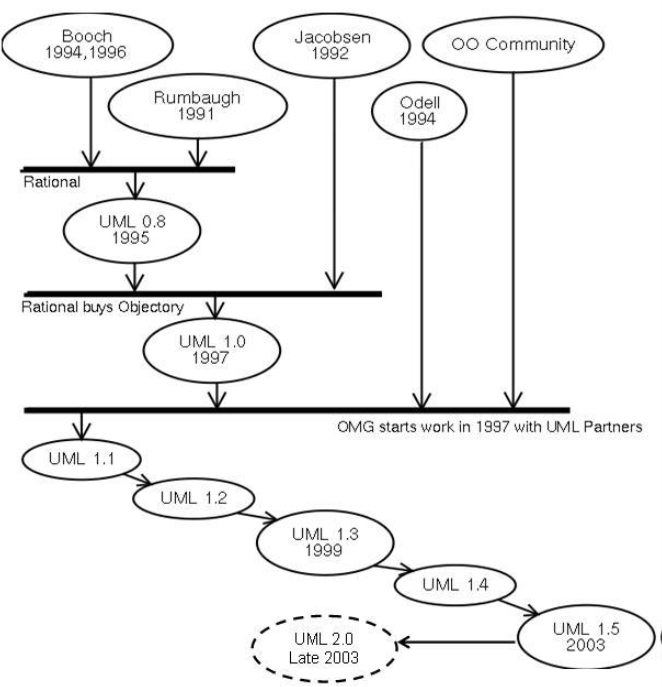 Booch
1994,1996
Jacobsen
1992
OO Community
Rumbaugh
1991
Odell
1994
Rational
UML 0.8
1995
Rational buys Objectory
UML 1.0
1997
OMG starts work in 1997 with UML Partners
UML 1.1
UML 1.2
UML 1.3
1999
UML 1.4
UML 1.5
2003
UML 2.0
Late 2003